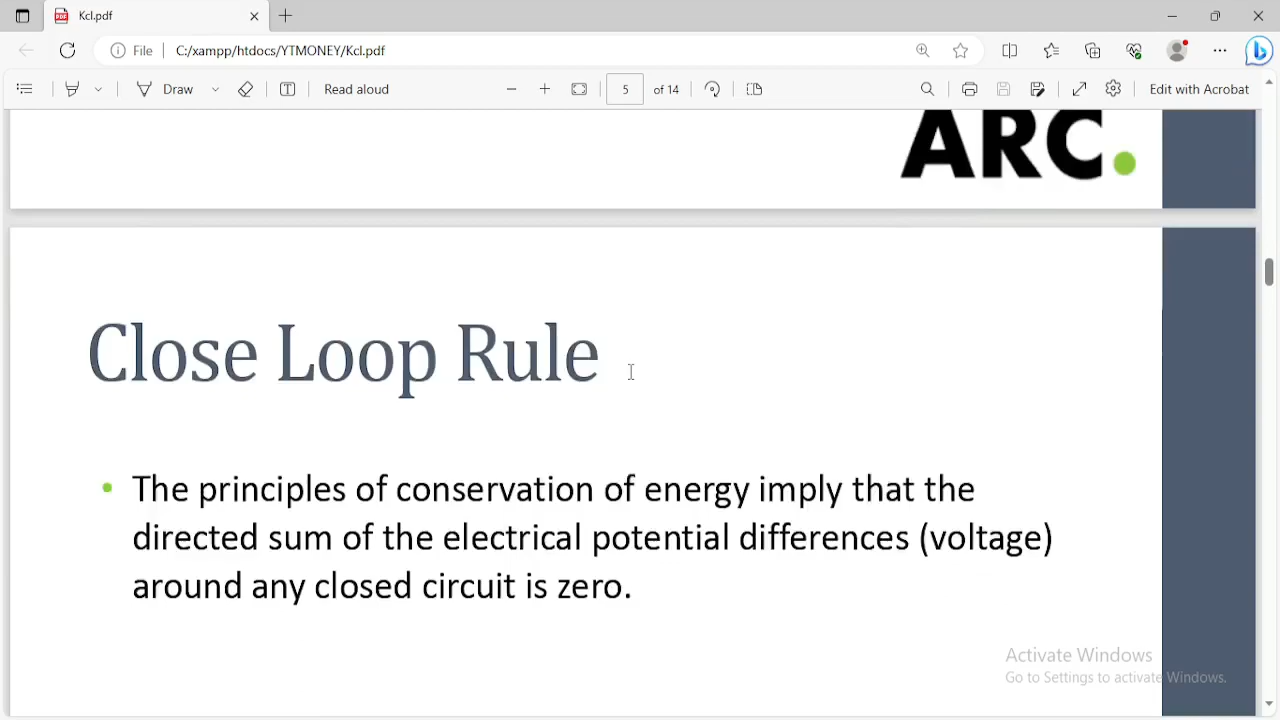 Kcl.pdf
File C:/xampp/htdocs/YTMONEY/Kcl.pdf
Draw Read aloud 5 of 14 Edit with Acrobat
ARC.
Close Loop Rule
• The principles of conservation of energy imply that the
directed sum of the electrical potential differences (voltage)
around any closed circuit is zero.
Activate Windows
Go to Settings to activate Windows.